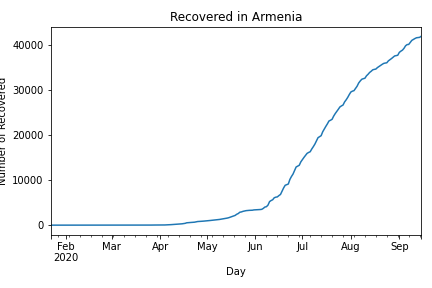 Recovered in Armenia
Number of Recovered
40000
30000
20000
10000
0
Feb Mar Apr May Jun Jul Aug Sep
2020
Day